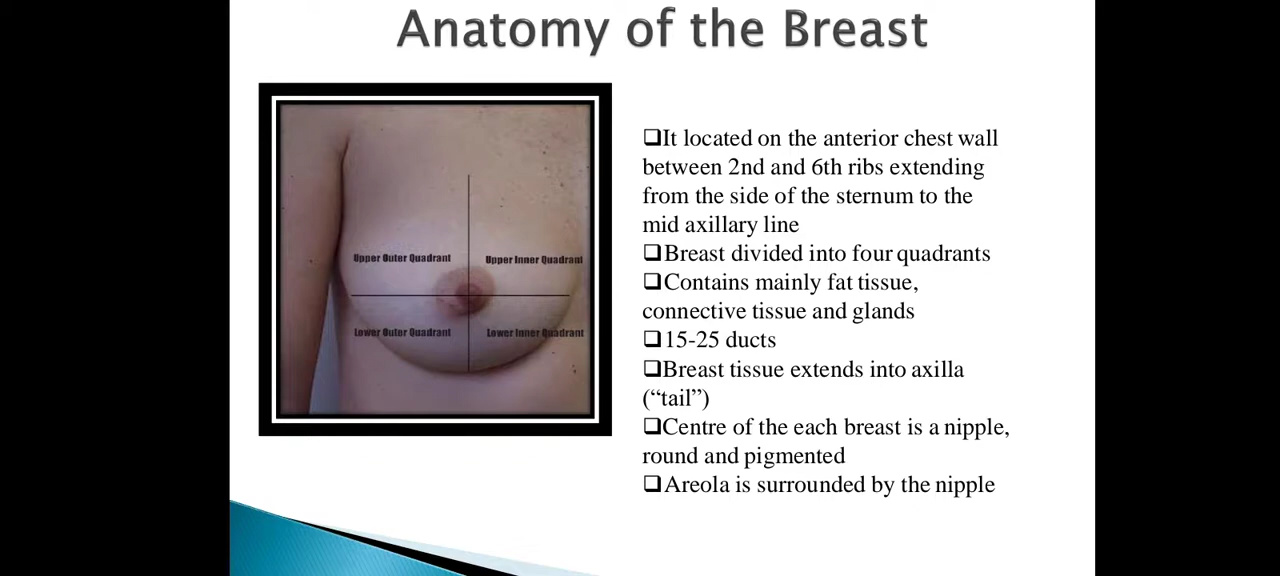 Anatomy of the Breast
Upper Outer Quadrant
Upper Inner Quadrant
Lower Outer Quadrant
Lower Inner Quadrant
❑It located on the anterior chest wall
between 2nd and 6th ribs extending
from the side of the sternum to the
mid axillary line
❑Breast divided into four quadrants
❑Contains mainly fat tissue,
connective tissue and glands
❑15-25 ducts
❑Breast tissue extends into axilla
(“tail”)
❑Centre of the each breast is a nipple,
round and pigmented
❑Areola is surrounded by the nipple